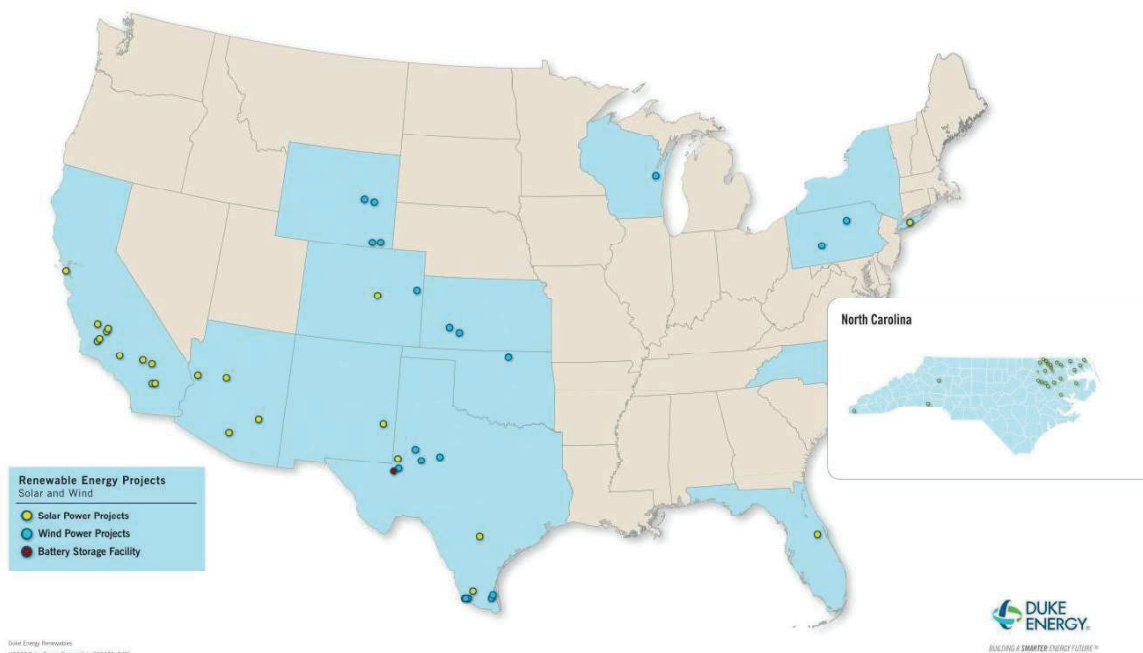 North Carolina
Renewable Energy Projects
Solar and Wind
Solar Power Projects
Wind Power Projects
Battery Storage Facility
DUKE
ENERGY®
BUILDING A SMARTER ENERGY FUTURE®
Duke Energy Renewables